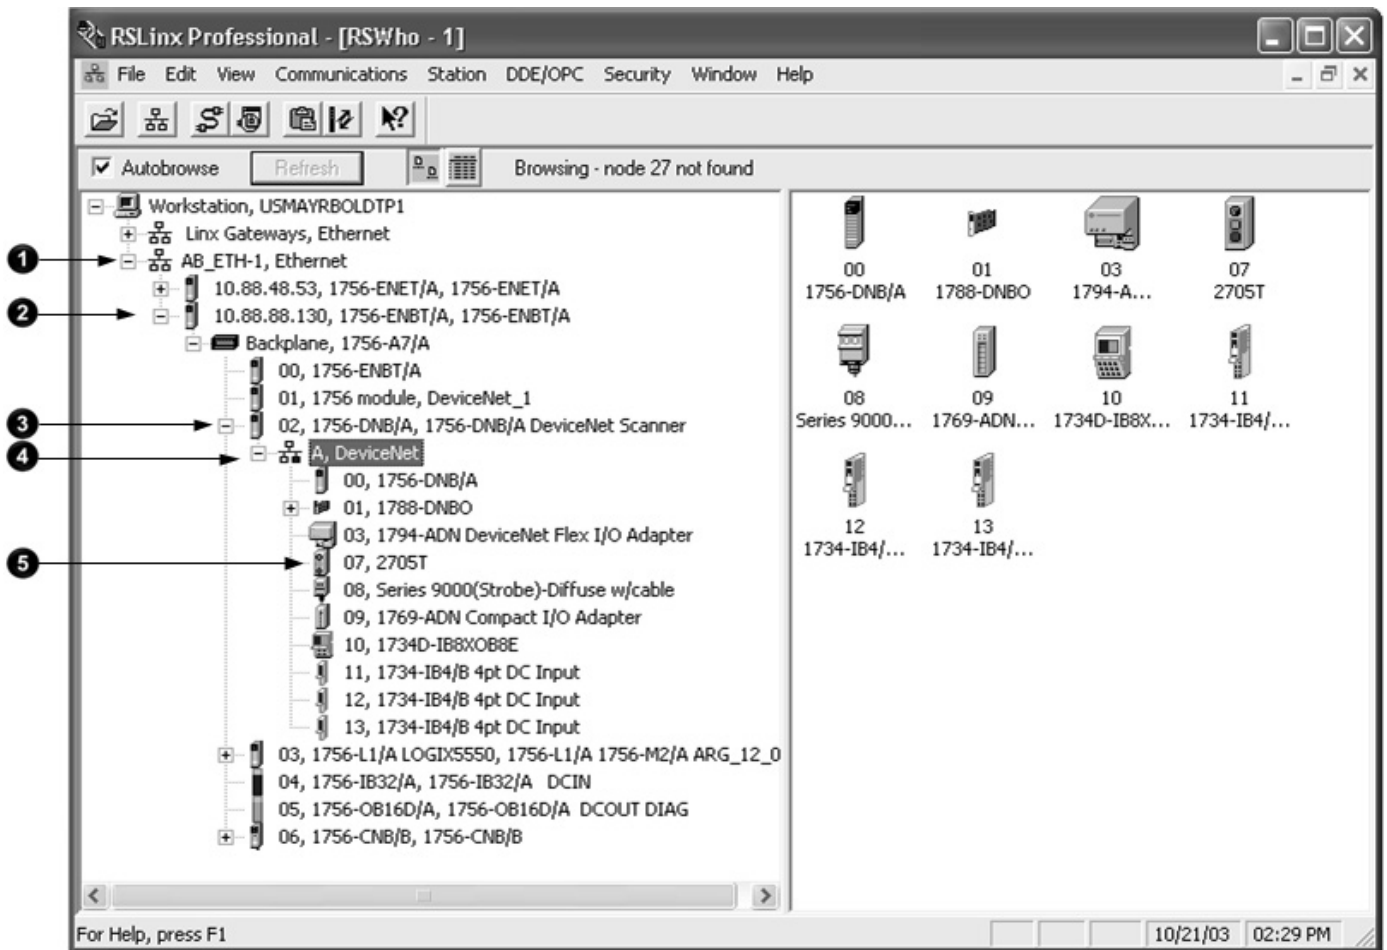 RSLinx Professional - [RSWho - 1]
File Edit View Communications Station DDE/OPC Security Window Help
Autobrowse Refresh Browsing - node 27 not found
Workstation, USMAYRBOLDTP1
Linx Gateways, Ethernet
1 AB_ETH-1, Ethernet
10.88.48.53, 1756-ENET/A, 1756-ENET/A
2 10.88.88.130, 1756-ENBT/A, 1756-ENBT/A
Backplane, 1756-A7/A
00, 1756-ENBT/A
01, 1756 module, DeviceNet_1
3 02, 1756-DNB/A, 1756-DNB/A DeviceNet Scanner
4 A, DeviceNet
00, 1756-DNB/A
01, 1788-DNBO
03, 1794-ADN DeviceNet Flex I/O Adapter
5 07, 2705T
08, Series 9000(Strobe)-Diffuse w/cable
09, 1769-ADN Compact I/O Adapter
10, 1734D-IB8XOB8E
11, 1734-IB4/B 4pt DC Input
12, 1734-IB4/B 4pt DC Input
13, 1734-IB4/B 4pt DC Input
03, 1756-L1/A LOGIX5550, 1756-L1/A 1756-M2/A ARG_12_0
04, 1756-IB32/A, 1756-IB32/A DCIN
05, 1756-OB16D/A, 1756-OB16D/A DCOUT DIAG
06, 1756-CNB/B, 1756-CNB/B
00 01 03 07
1756-DNB/A 1788-DNBO 1794-A... 2705T
08 09 10 11
Series 9000... 1769-ADN... 1734D-IB8X... 1734-IB4/...
12 13
1734-IB4/... 1734-IB4/...
For Help, press F1 10/21/03 02:29 PM